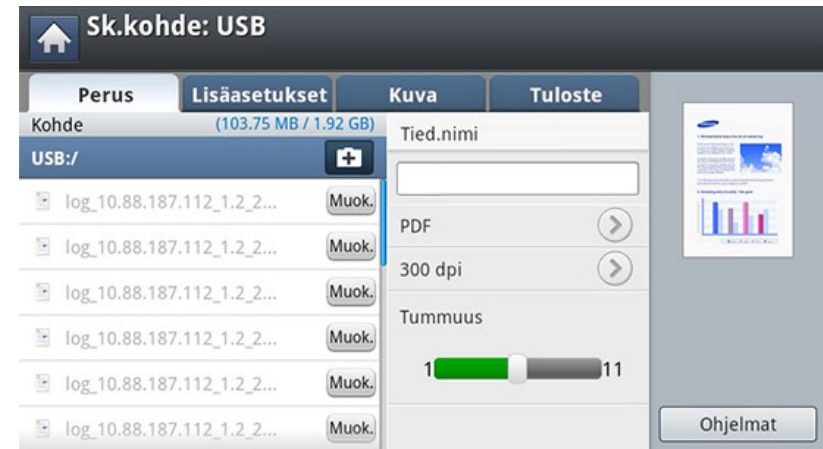 Sk.kohde: USB
Perus
Lisäasetukset
Kuva
Tuloste
Kohde
(103.75 MB / 1.92 GB)
USB:/
log_10.88.187.112_1.2_2...
Muok.
log_10.88.187.112_1.2_2...
Muok.
log_10.88.187.112_1.2_2...
Muok.
log_10.88.187.112_1.2_2...
Muok.
log_10.88.187.112_1.2_2...
Muok.
log_10.88.187.112_1.2_2...
Muok.
Tied.nimi
PDF
300 dpi
Tummuus
1
11
Ohjelmat